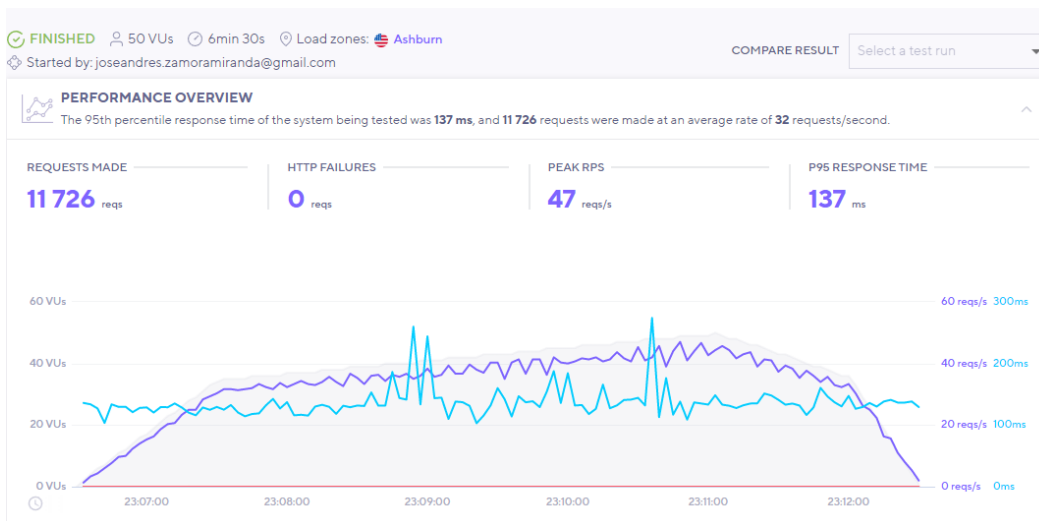 FINISHED 50 VUs 6min 30s Load zones: Ashburn
COMPARE RESULT Select a test run
Started by: joseandres.zamoramiranda@gmail.com
PERFORMANCE OVERVIEW
The 95th percentile response time of the system being tested was 137 ms, and 11 726 requests were made at an average rate of 32 requests/second.
REQUESTS MADE HTTP FAILURES PEAK RPS P95 RESPONSE TIME
11 726 reqs 0 reqs 47 reqs/s 137 ms
60 VUs 60 reqs/s 300ms
40 VUs 40 reqs/s 200ms
20 VUs 20 reqs/s 100ms
0 VUs 0 reqs/s 0ms
23:07:00 23:08:00 23:09:00 23:10:00 23:11:00 23:12:00